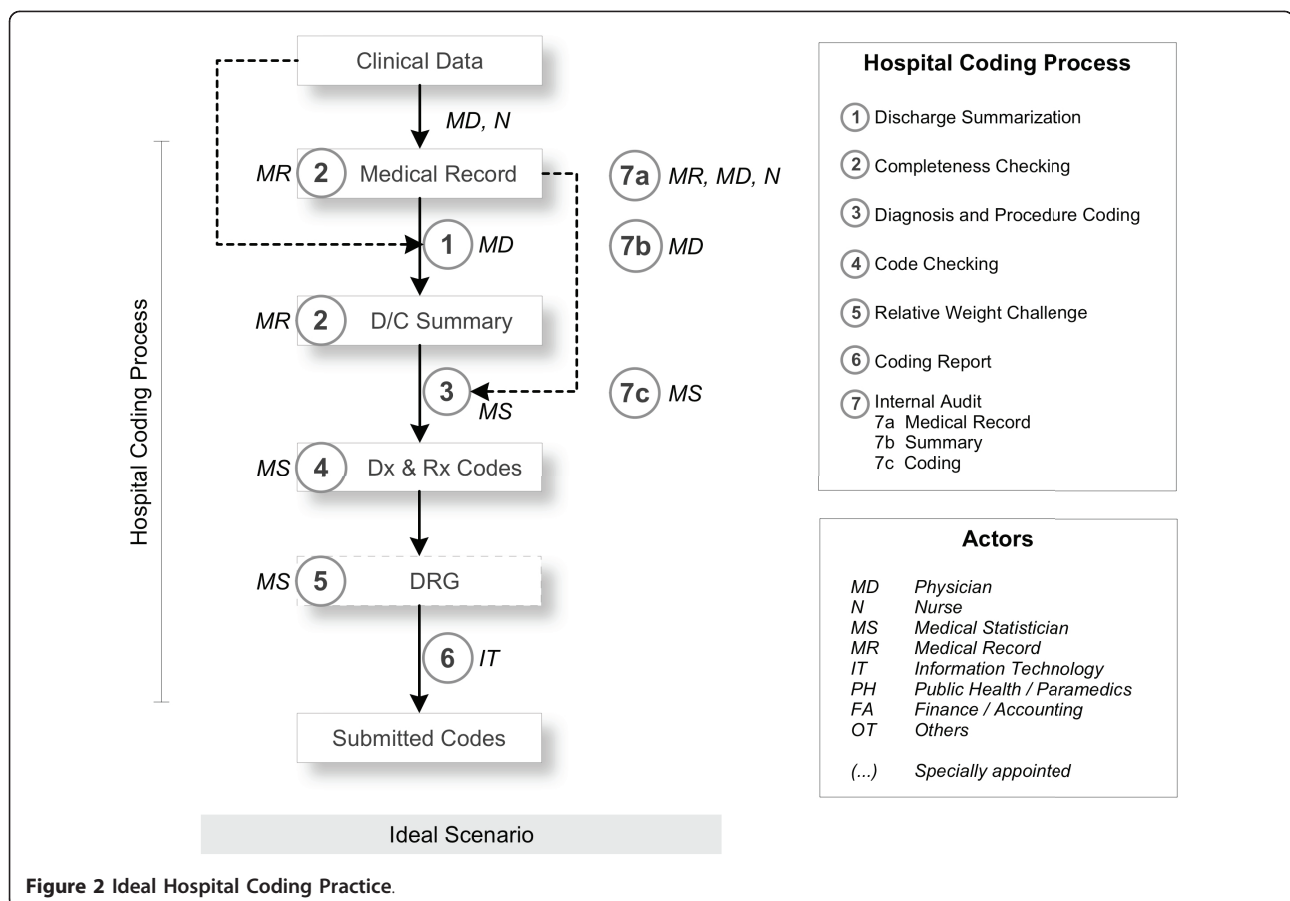 Clinical Data
MD, N
MR 2 Medical Record
7a MR, MD, N
1 MD
7b MD
MR 2 D/C Summary
3 MS
7c MS
MS 4 Dx & Rx Codes
MS 5 DRG
6 IT
Submitted Codes
Hospital Coding Process
Ideal Scenario
Hospital Coding Process
1 Discharge Summarization
2 Completeness Checking
3 Diagnosis and Procedure Coding
4 Code Checking
5 Relative Weight Challenge
6 Coding Report
7 Internal Audit
7a Medical Record
7b Summary
7c Coding
Actors
MD Physician
N Nurse
MS Medical Statistician
MR Medical Record
IT Information Technology
PH Public Health / Paramedics
FA Finance / Accounting
OT Others
(...) Specially appointed
Figure 2 Ideal Hospital Coding Practice.